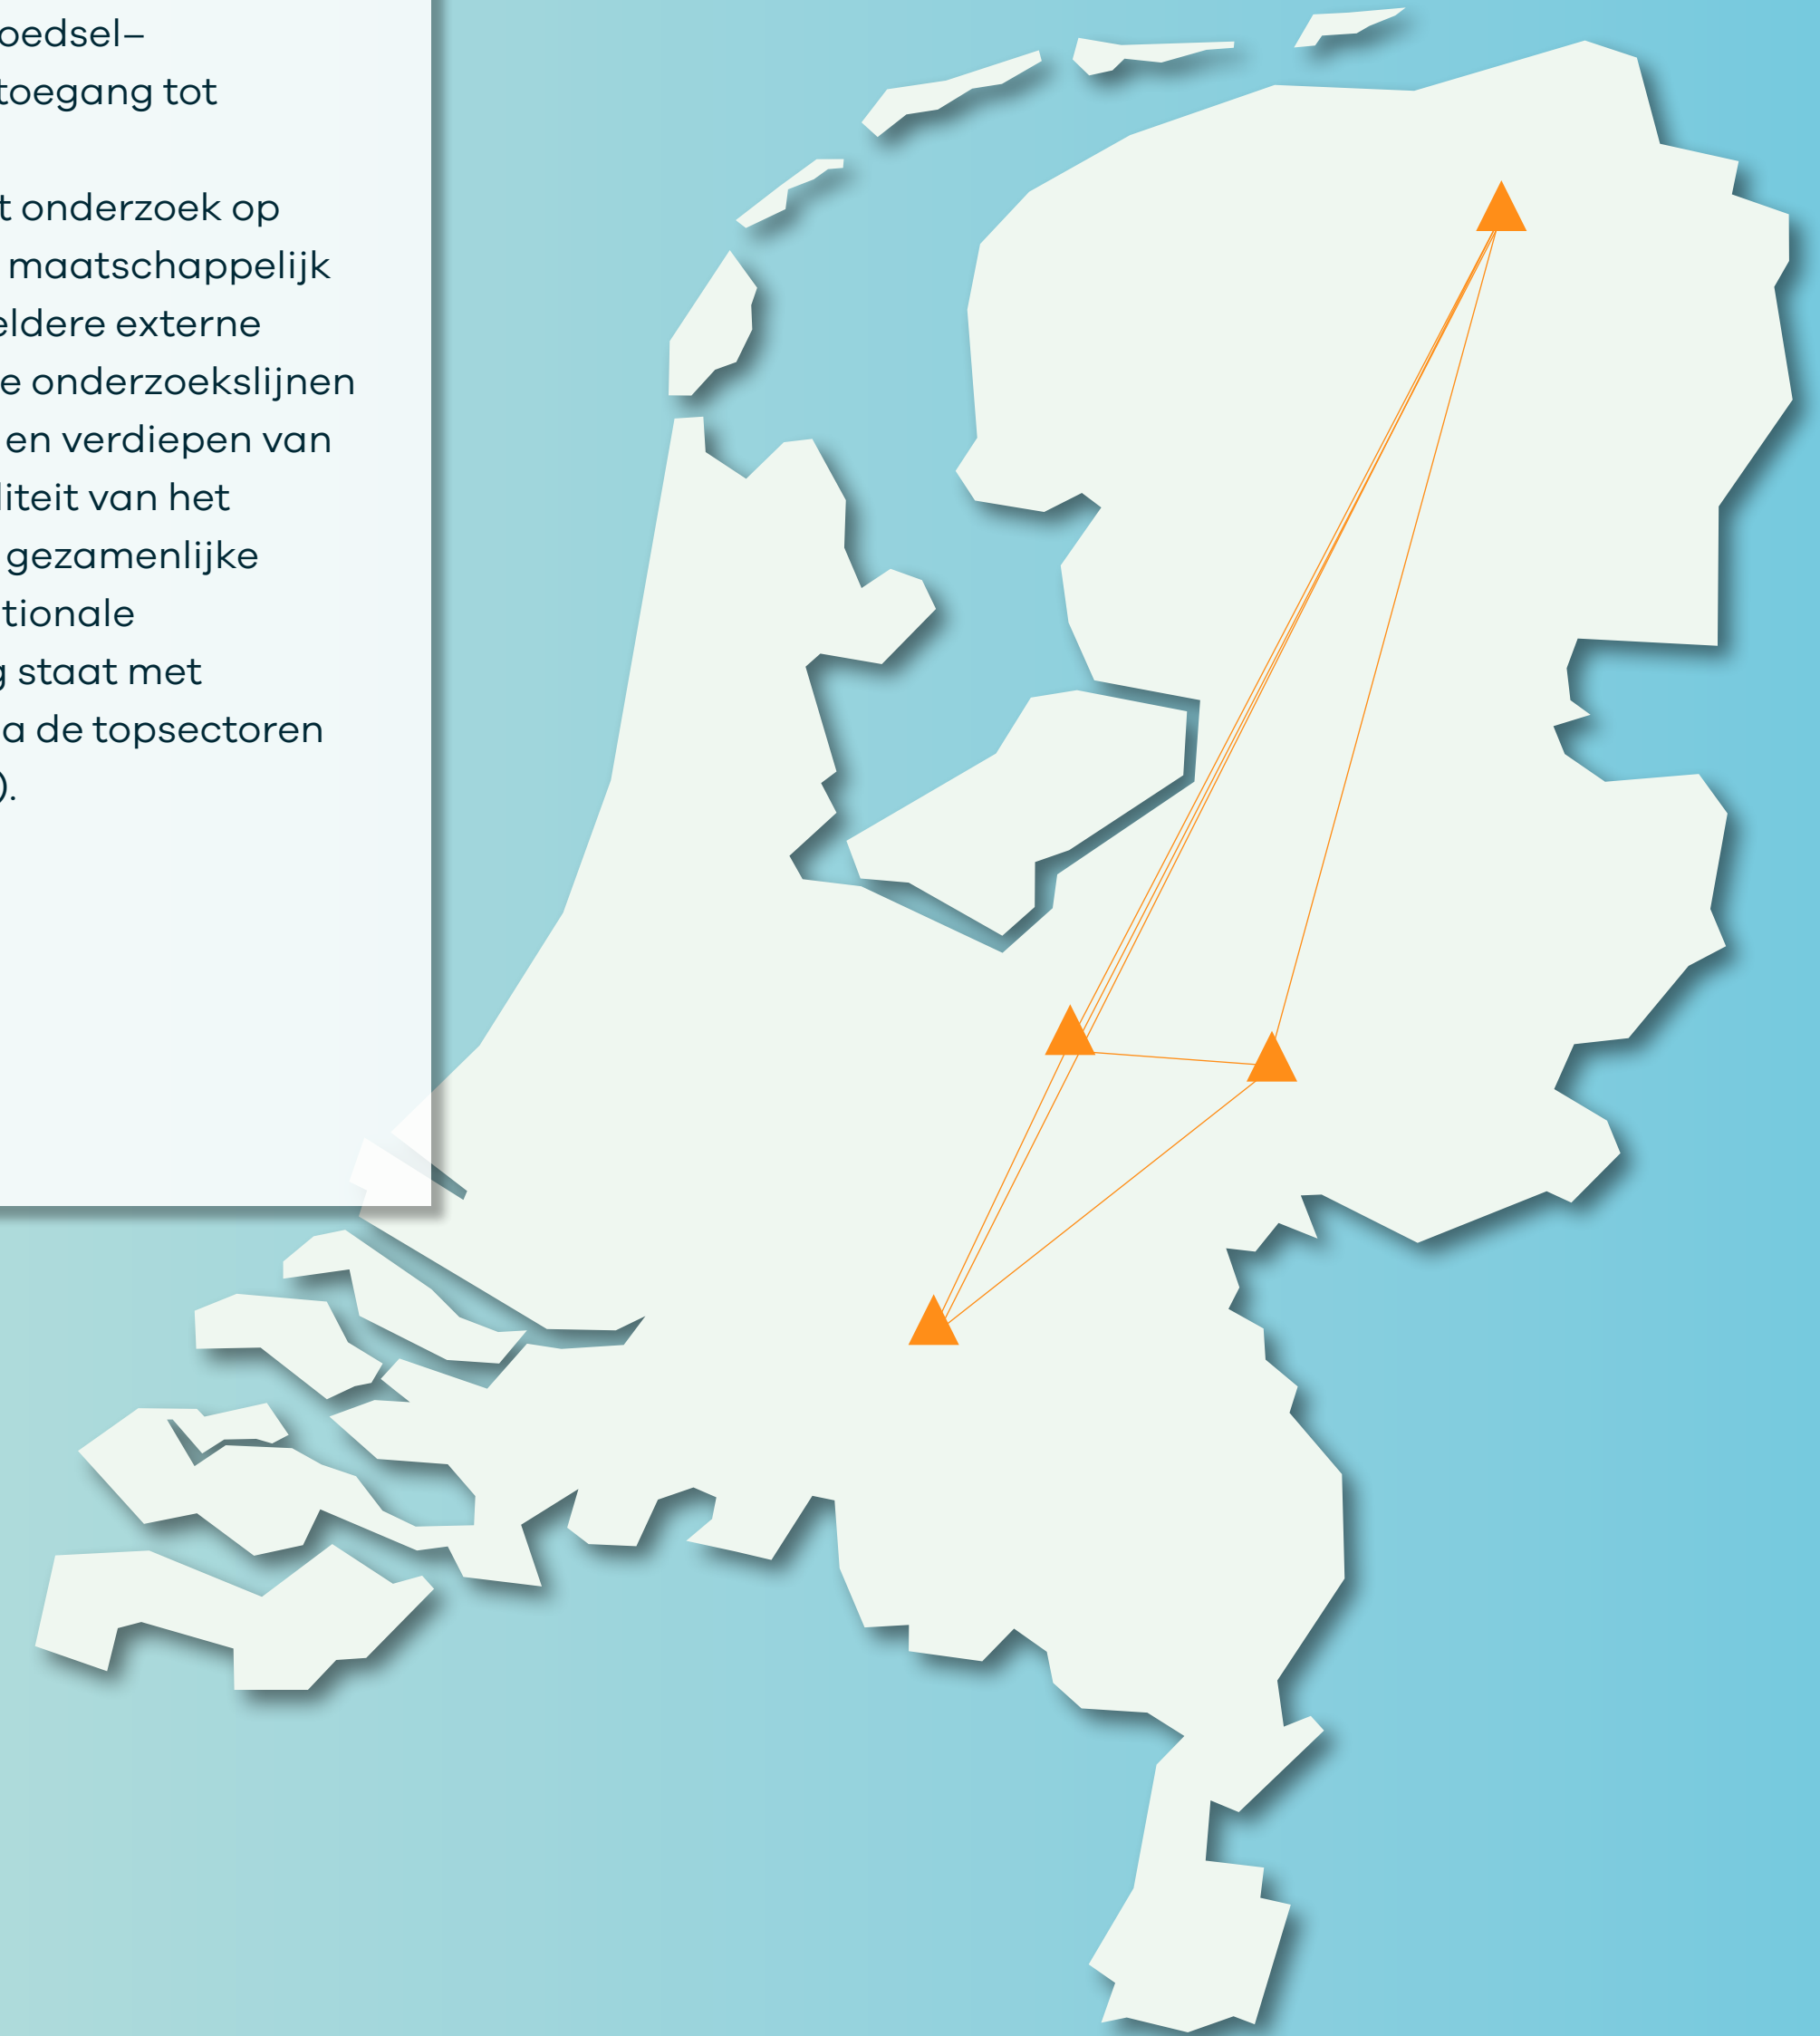 oedsel–
toegang tot
t onderzoek op
maatschappelijk
eldere externe
e onderzoekslijnen
en verdiepen van
liteit van het
gezamenlijke
tionale
g staat met
a de topsectoren
).